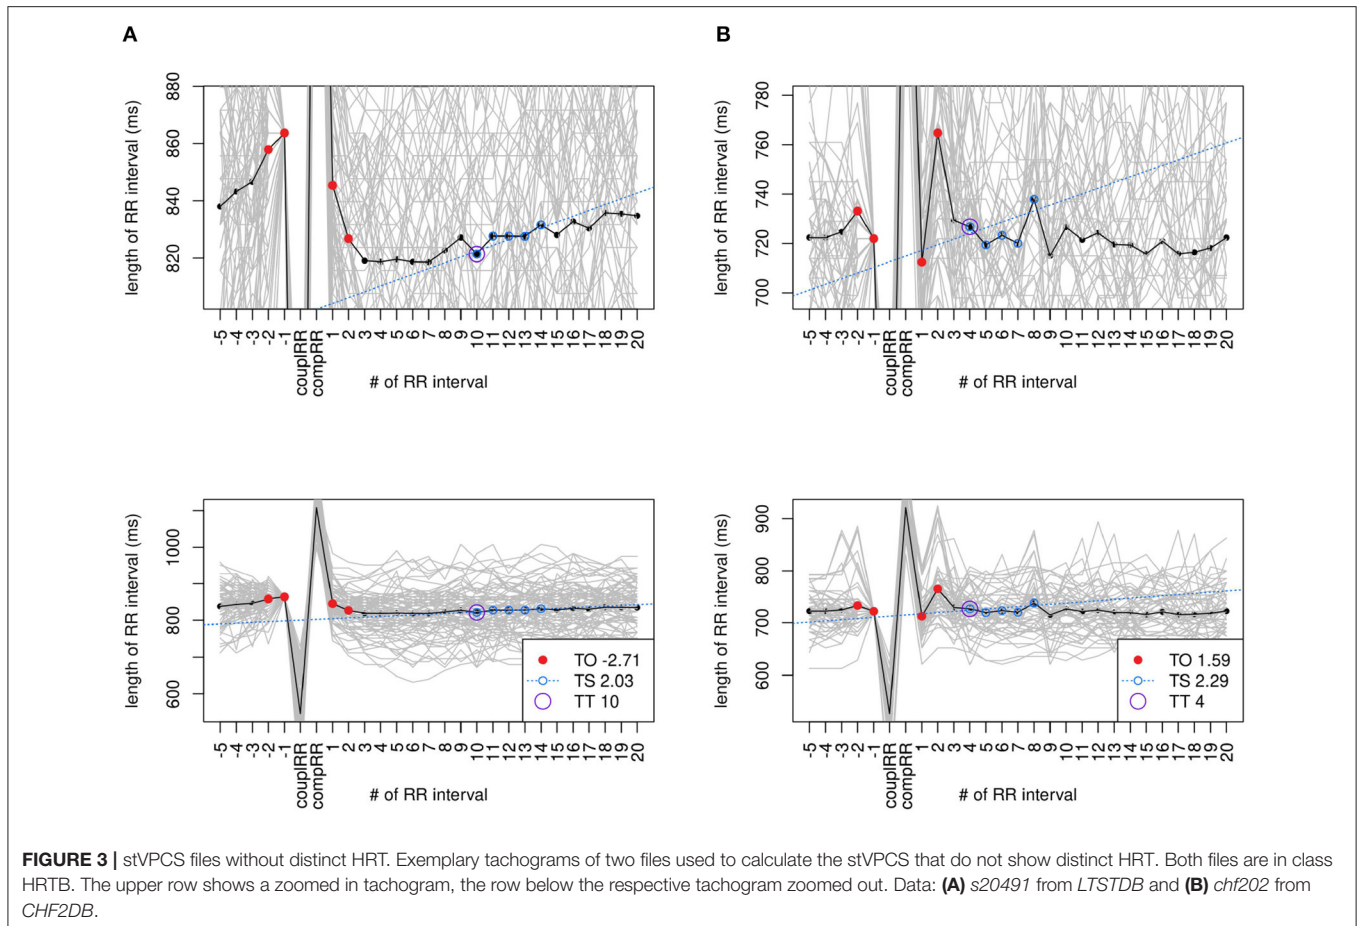 A
B
length of RR interval (ms)
880
860
840
820
-5 -4 -3 -2 -1 couplRR compRR 1 2 3 4 5 6 7 8 9 10 11 12 13 14 15 16 17 18 19 20
# of RR interval
length of RR interval (ms)
780
760
740
720
700
-5 -4 -3 -2 -1 couplRR compRR 1 2 3 4 5 6 7 8 9 10 11 12 13 14 15 16 17 18 19 20
# of RR interval
length of RR interval (ms)
1000
800
600
TO -2.71
TS 2.03
TT 10
-5 -4 -3 -2 -1 couplRR compRR 1 2 3 4 5 6 7 8 9 10 11 12 13 14 15 16 17 18 19 20
# of RR interval
length of RR interval (ms)
900
800
700
600
TO 1.59
TS 2.29
TT 4
-5 -4 -3 -2 -1 couplRR compRR 1 2 3 4 5 6 7 8 9 10 11 12 13 14 15 16 17 18 19 20
# of RR interval
FIGURE 3 | stVPCS files without distinct HRT. Exemplary tachograms of two files used to calculate the stVPCS that do not show distinct HRT. Both files are in class
HRTB. The upper row shows a zoomed in tachogram, the row below the respective tachogram zoomed out. Data: (A) s20491 from LTSTDB and (B) chf202 from
CHF2DB.